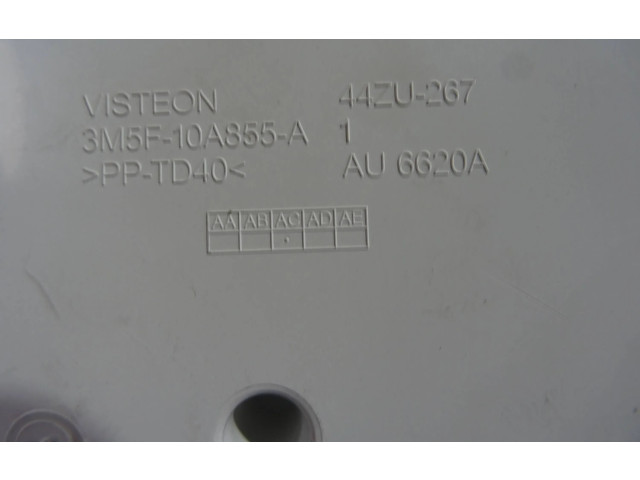 VISTEON 44ZU-267
3M5F-10A855-A 1
>PP-TD40< AU 6620A
AA AB AC AD AE